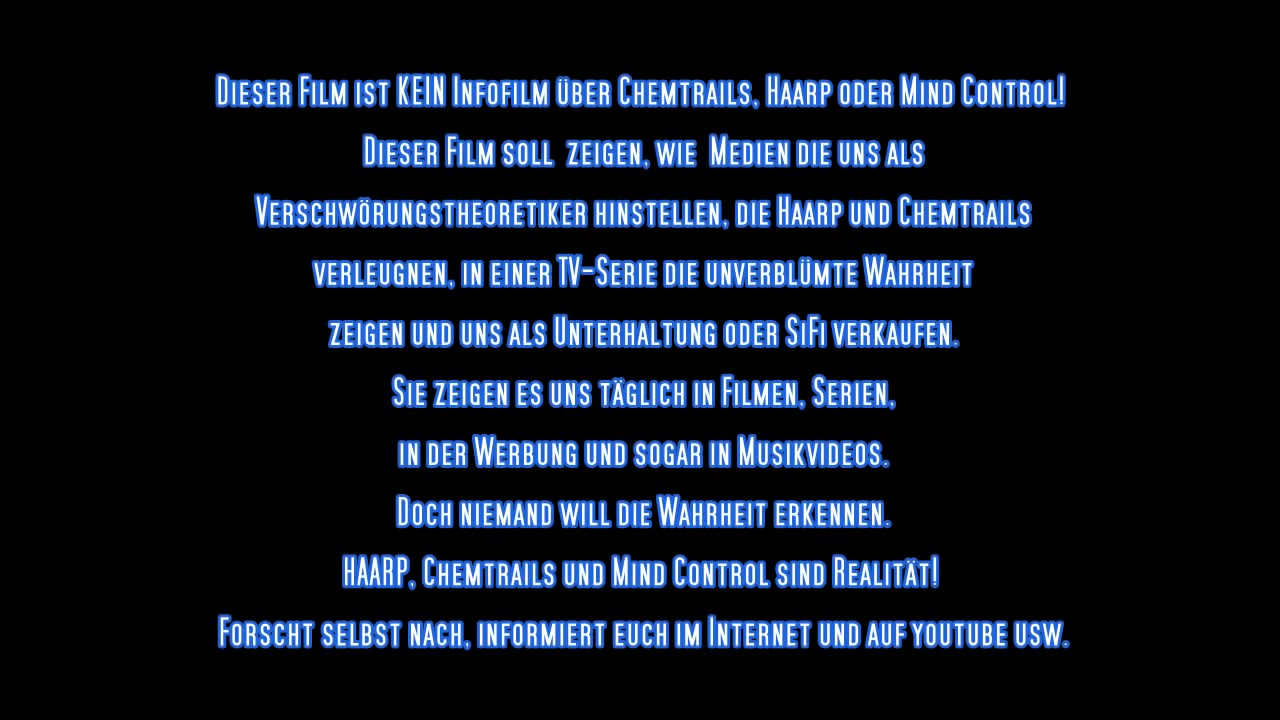 Dieser Film ist KEIN Infofilm über Chemtrails, Haarp oder Mind Control!
Dieser Film soll zeigen, wie Medien die uns als
Verschwörungstheoretiker hinstellen, die Haarp und Chemtrails
verleugnen, in einer TV-Serie die unverblümte Wahrheit
zeigen und uns als Unterhaltung oder SiFi verkaufen.
Sie zeigen es uns täglich in Filmen, Serien,
in der Werbung und sogar in Musikvideos.
Doch niemand will die Wahrheit erkennen.
HAARP, Chemtrails und Mind Control sind Realität!
Forscht selbst nach, informiert euch im Internet und auf youtube usw.